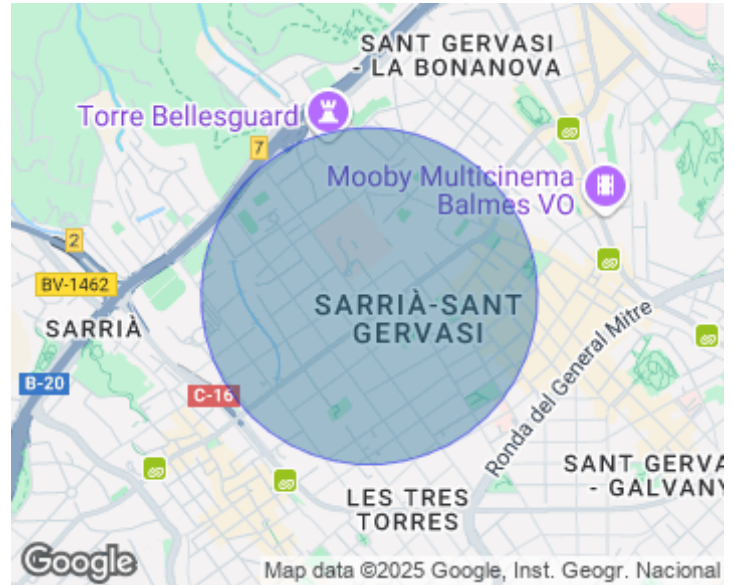 SANT GERVASI
- LA BONANOVA
Torre Bellesguard
7
Mooby Multicinema
Balmes VO
2
BV-1462
SARRIÀ-SANT
GERVASI
SARRIÀ
Ronda del General Mitre
B-20
C-16
SANT GERVA
- GALVANY
LES TRES
TORRES
Google
Map data ©2025 Google, Inst. Geogr. Nacional